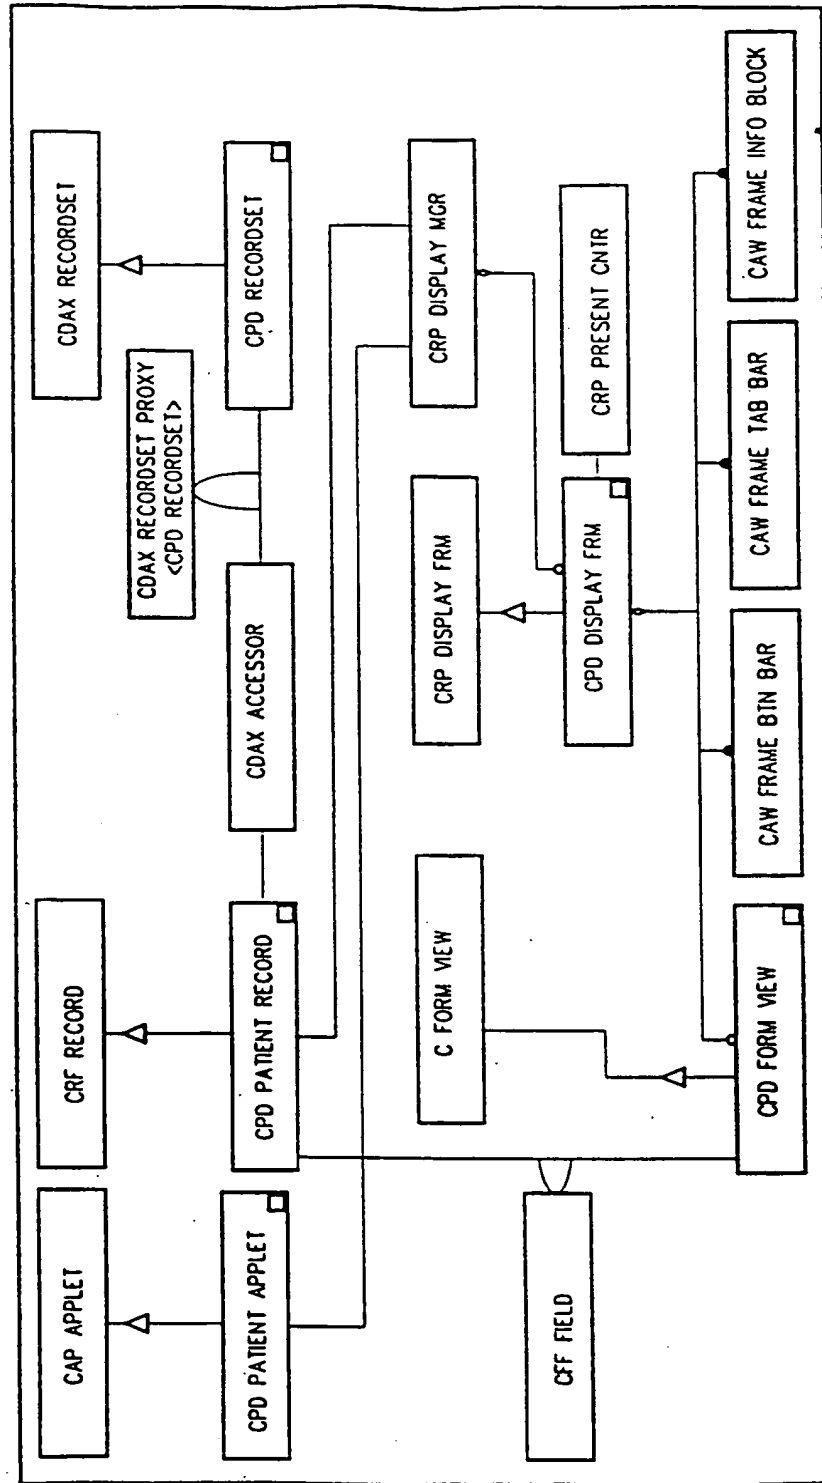 CAP APPLET
CRF RECORD
CDAX RECORDSET
CDAX RECORDSET PROXY
<CPD RECORDSET>
CPD PATIENT APPLET
CPD PATIENT RECORD
CDAX ACCESSOR
CPD RECORDSET
C FORM VIEW
CRP DISPLAY FRM
CRP DISPLAY MGR
CFF FIELD
CPD DISPLAY FRM
CRP PRESENT CNTR
CPD FORM VIEW
CAW FRAME BTN BAR
CAW FRAME TAB BAR
CAW FRAME INFO BLOCK